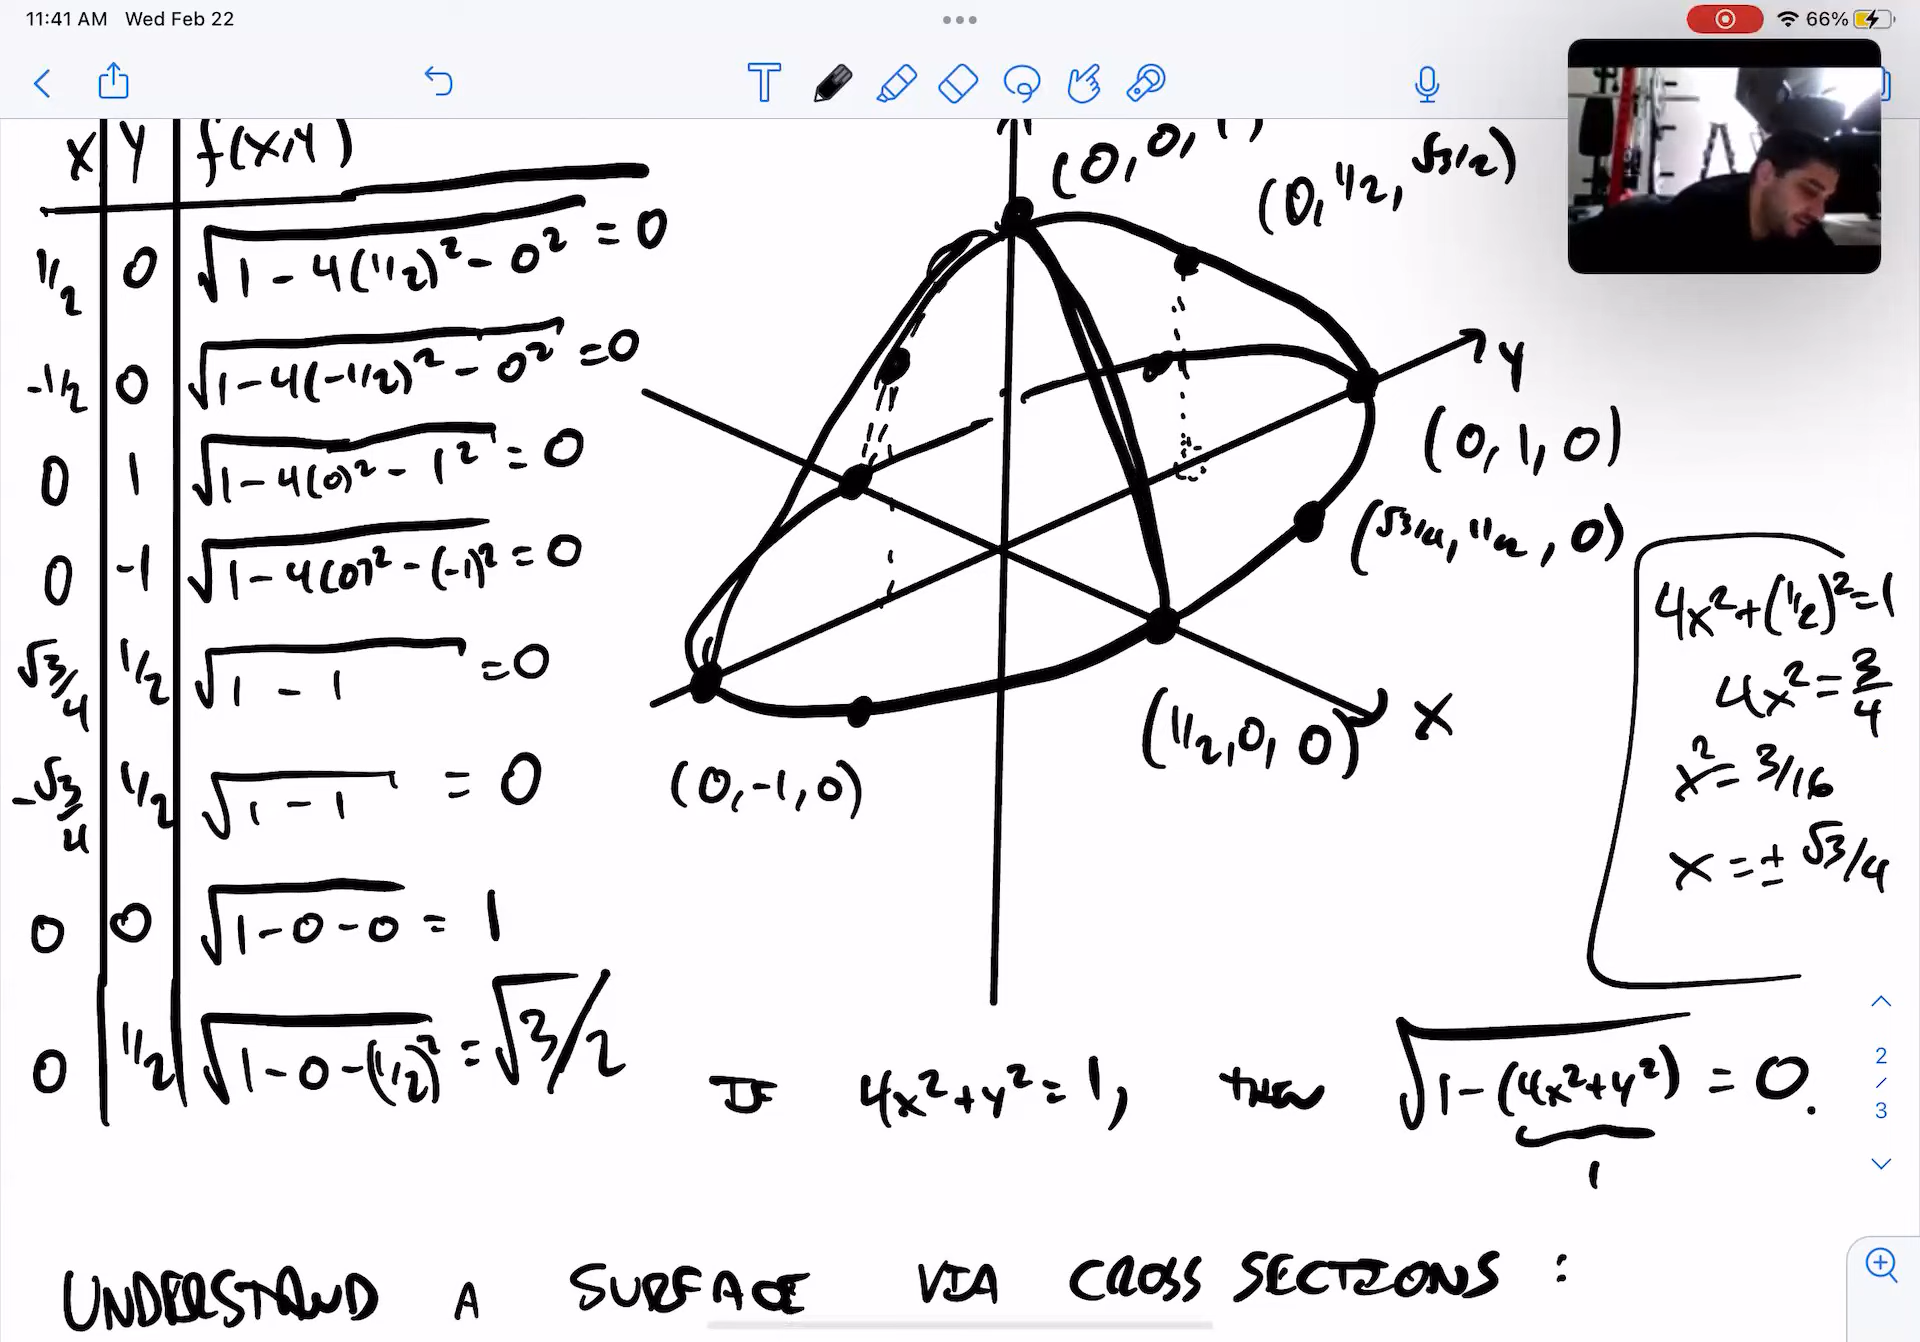 11:41 AM Wed Feb 22
66%
T
x y f(x,y)
1/2 0 √1-4(1/2)²-0² = 0
-1/2 0 √1-4(-1/2)²-0² = 0
0 1 √1-4(0)²-1² = 0
0 -1 √1-4(0)²-(-1)² = 0
√3/4 1/2 √1-1 = 0
-√3/4 1/2 √1-1 = 0
0 0 √1-0-0 = 1
0 1/2 √1-0-(1/2)² = √3/2
(0, 0,
(0, 1/2, √3/2)
y
(0, 1, 0)
(√3/4, 1/2, 0)
x
(1/2, 0, 0)
(0, -1, 0)
4x²+(1/2)²=1
4x²=3/4
x²=3/16
x=±√3/4
IF 4x²+y²=1, THEN √1-(4x²+y²) = 0.
1
2
/
3
UNDERSTAND A SURFACE VIA CROSS SECTIONS: